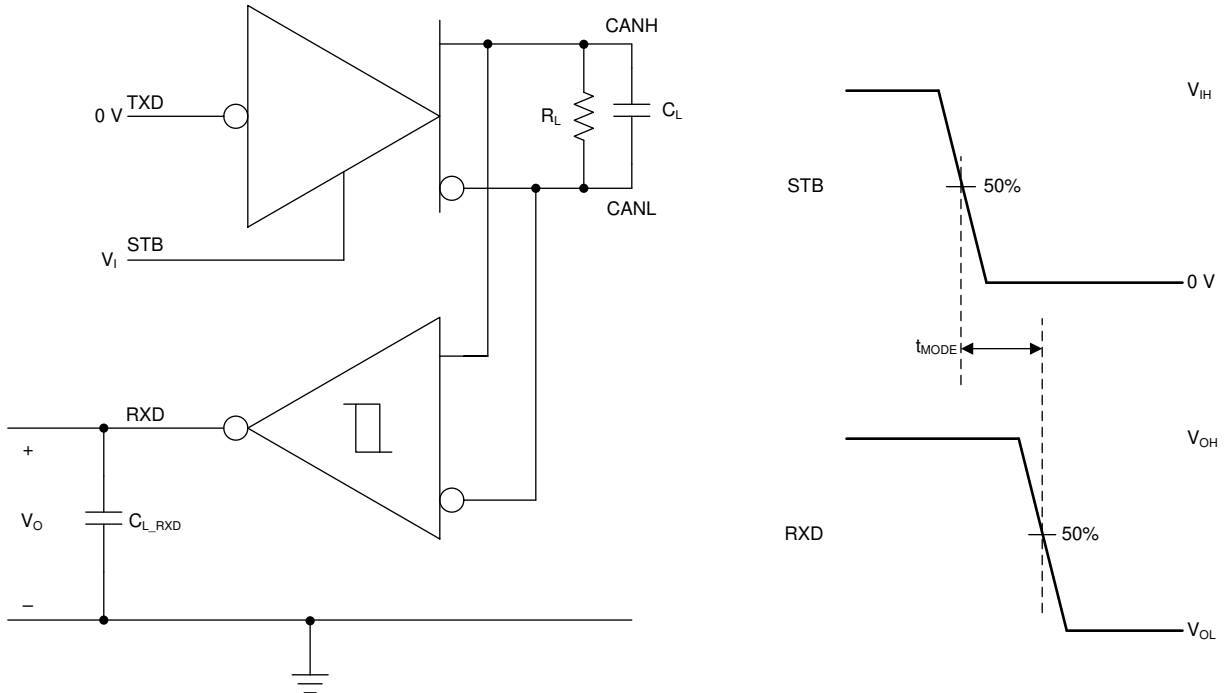 CANH
TXD
0 V
R_L
C_L
CANL
STB
V_I
RXD
+
V_O
C_L_RXD
–
V_IH
STB
50%
0 V
t_MODE
V_OH
RXD
50%
V_OL